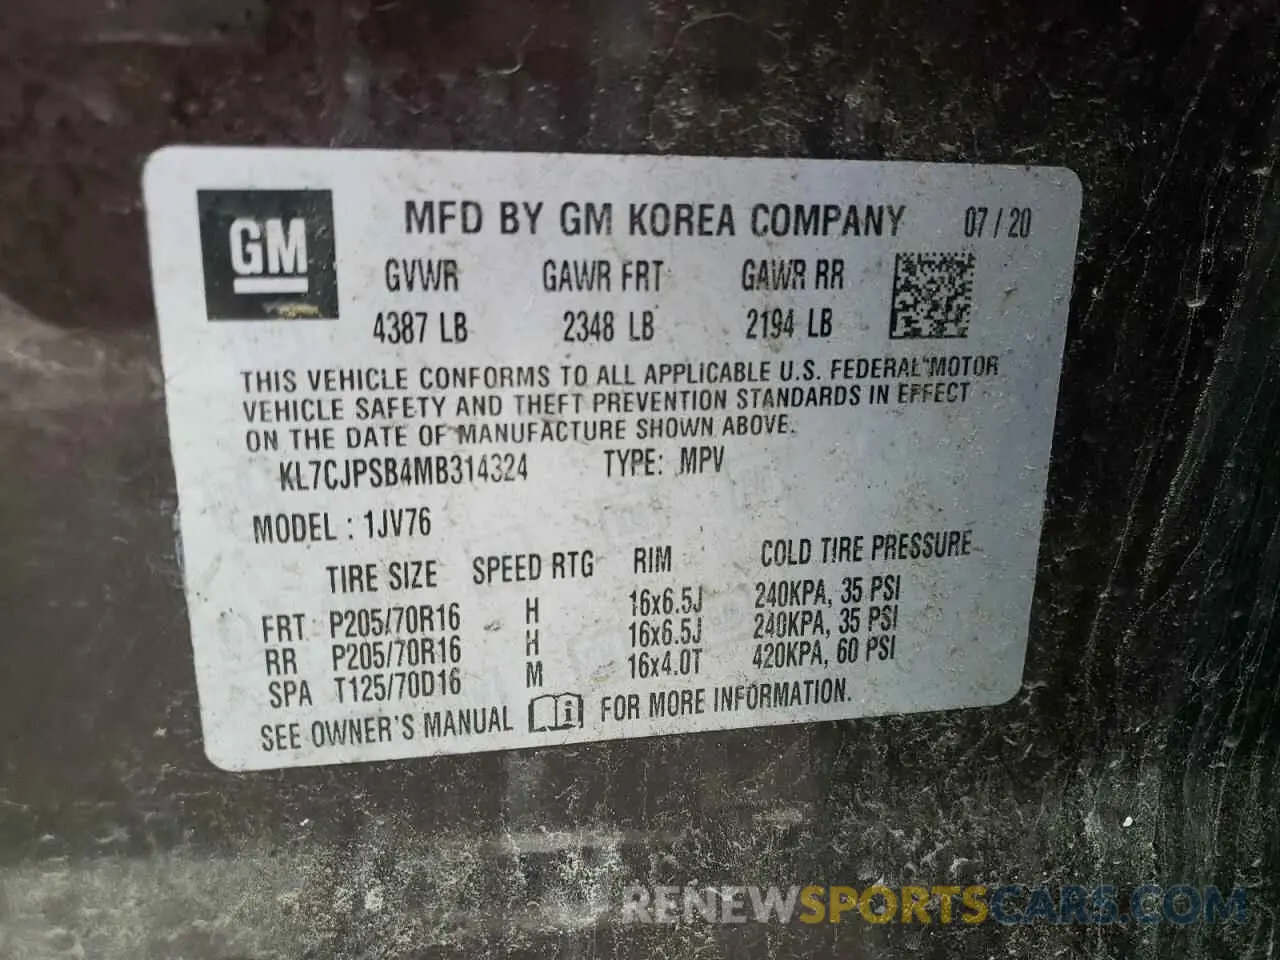 GM
MFD BY GM KOREA COMPANY 07/20
GVWR GAWR FRT GAWR RR
4387 LB 2348 LB 2194 LB
THIS VEHICLE CONFORMS TO ALL APPLICABLE U.S. FEDERAL MOTOR
VEHICLE SAFETY AND THEFT PREVENTION STANDARDS IN EFFECT
ON THE DATE OF MANUFACTURE SHOWN ABOVE.
KL7CJPSB4MB314324 TYPE: MPV
MODEL : 1JV76
TIRE SIZE SPEED RTG RIM COLD TIRE PRESSURE
FRT P205/70R16 H 16x6.5J 240KPA, 35 PSI
RR P205/70R16 H 16x6.5J 240KPA, 35 PSI
SPA T125/70D16 M 16x4.0T 420KPA, 60 PSI
SEE OWNER'S MANUAL FOR MORE INFORMATION.
RENEWSPORTSCARS.COM